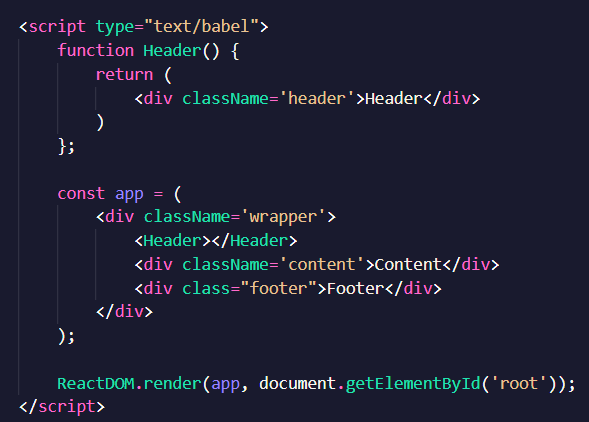 <script type="text/babel">
    function Header() {
        return (
            <div className='header'>Header</div>
        )
    };

    const app = (
        <div className='wrapper'>
            <Header></Header>
            <div className='content'>Content</div>
            <div class="footer">Footer</div>
        </div>
    );

    ReactDOM.render(app, document.getElementById('root'));
</script>